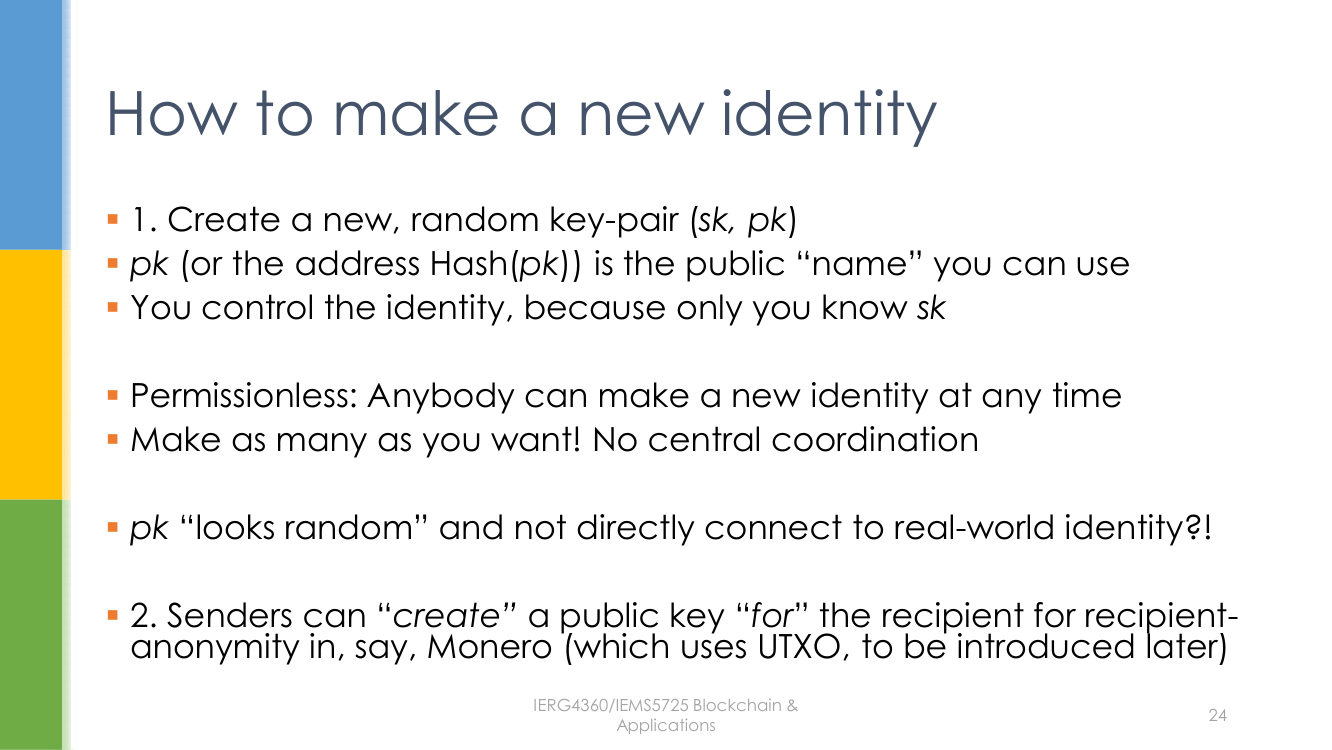 How to make a new identity
1. Create a new, random key-pair (sk, pk)
pk (or the address Hash(pk)) is the public “name” you can use
You control the identity, because only you know sk
Permissionless: Anybody can make a new identity at any time
Make as many as you want! No central coordination
pk “looks random” and not directly connect to real-world identity?!
2. Senders can “create” a public key “for” the recipient for recipient-
anonymity in, say, Monero (which uses UTXO, to be introduced later)
IERG4360/IEMS5725 Blockchain &
Applications
24